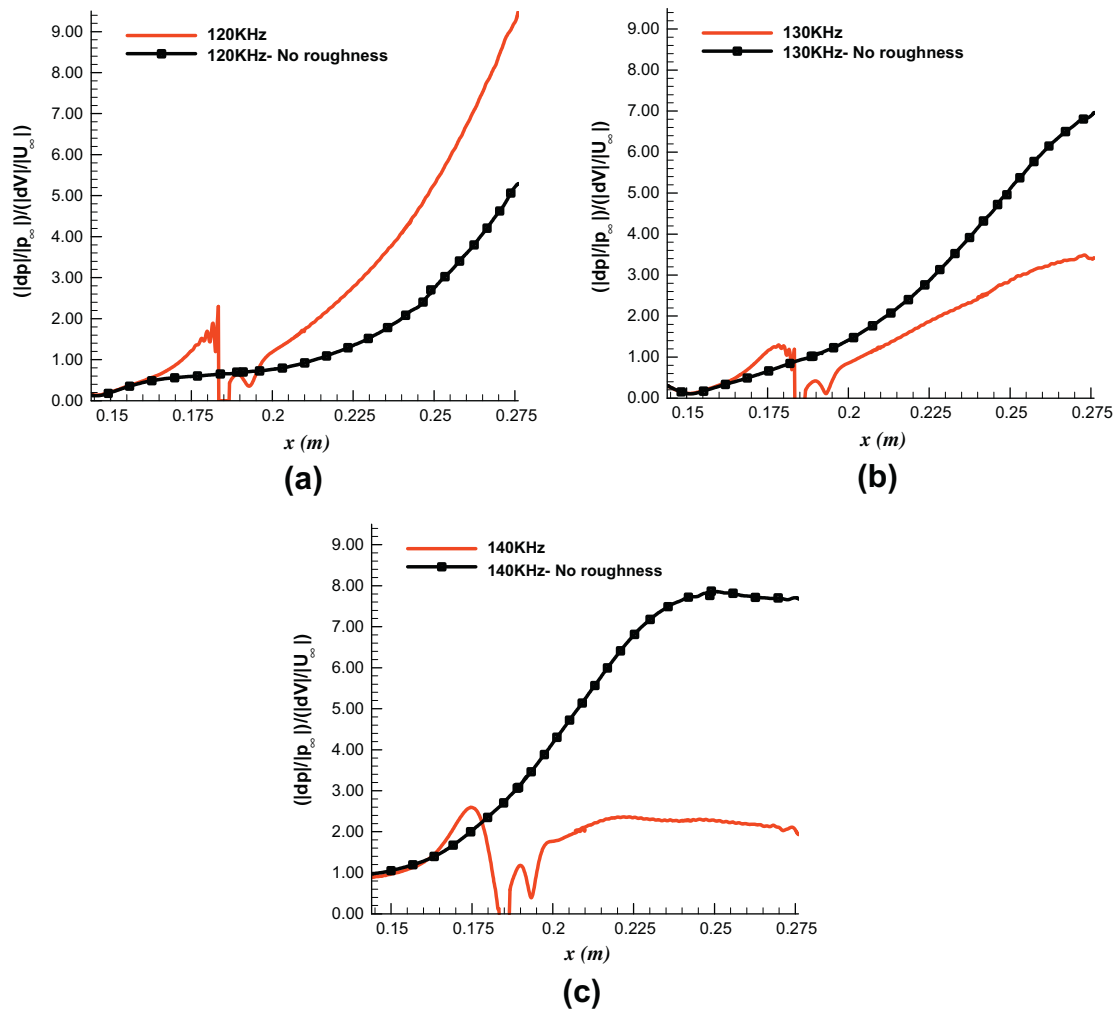 9.00
8.00
7.00
6.00
5.00
4.00
3.00
2.00
1.00
0.00
(|dp|/|p∞|)/(|dV|/|U∞|)
120KHz
120KHz- No roughness
0.15 0.175 0.2 0.225 0.25 0.275
x (m)
(a)
9.00
8.00
7.00
6.00
5.00
4.00
3.00
2.00
1.00
0.00
(|dp|/|p∞|)/(|dV|/|U∞|)
130KHz
130KHz- No roughness
0.15 0.175 0.2 0.225 0.25 0.275
x (m)
(b)
9.00
8.00
7.00
6.00
5.00
4.00
3.00
2.00
1.00
0.00
(|dp|/|p∞|)/(|dV|/|U∞|)
140KHz
140KHz- No roughness
0.15 0.175 0.2 0.225 0.25 0.275
x (m)
(c)